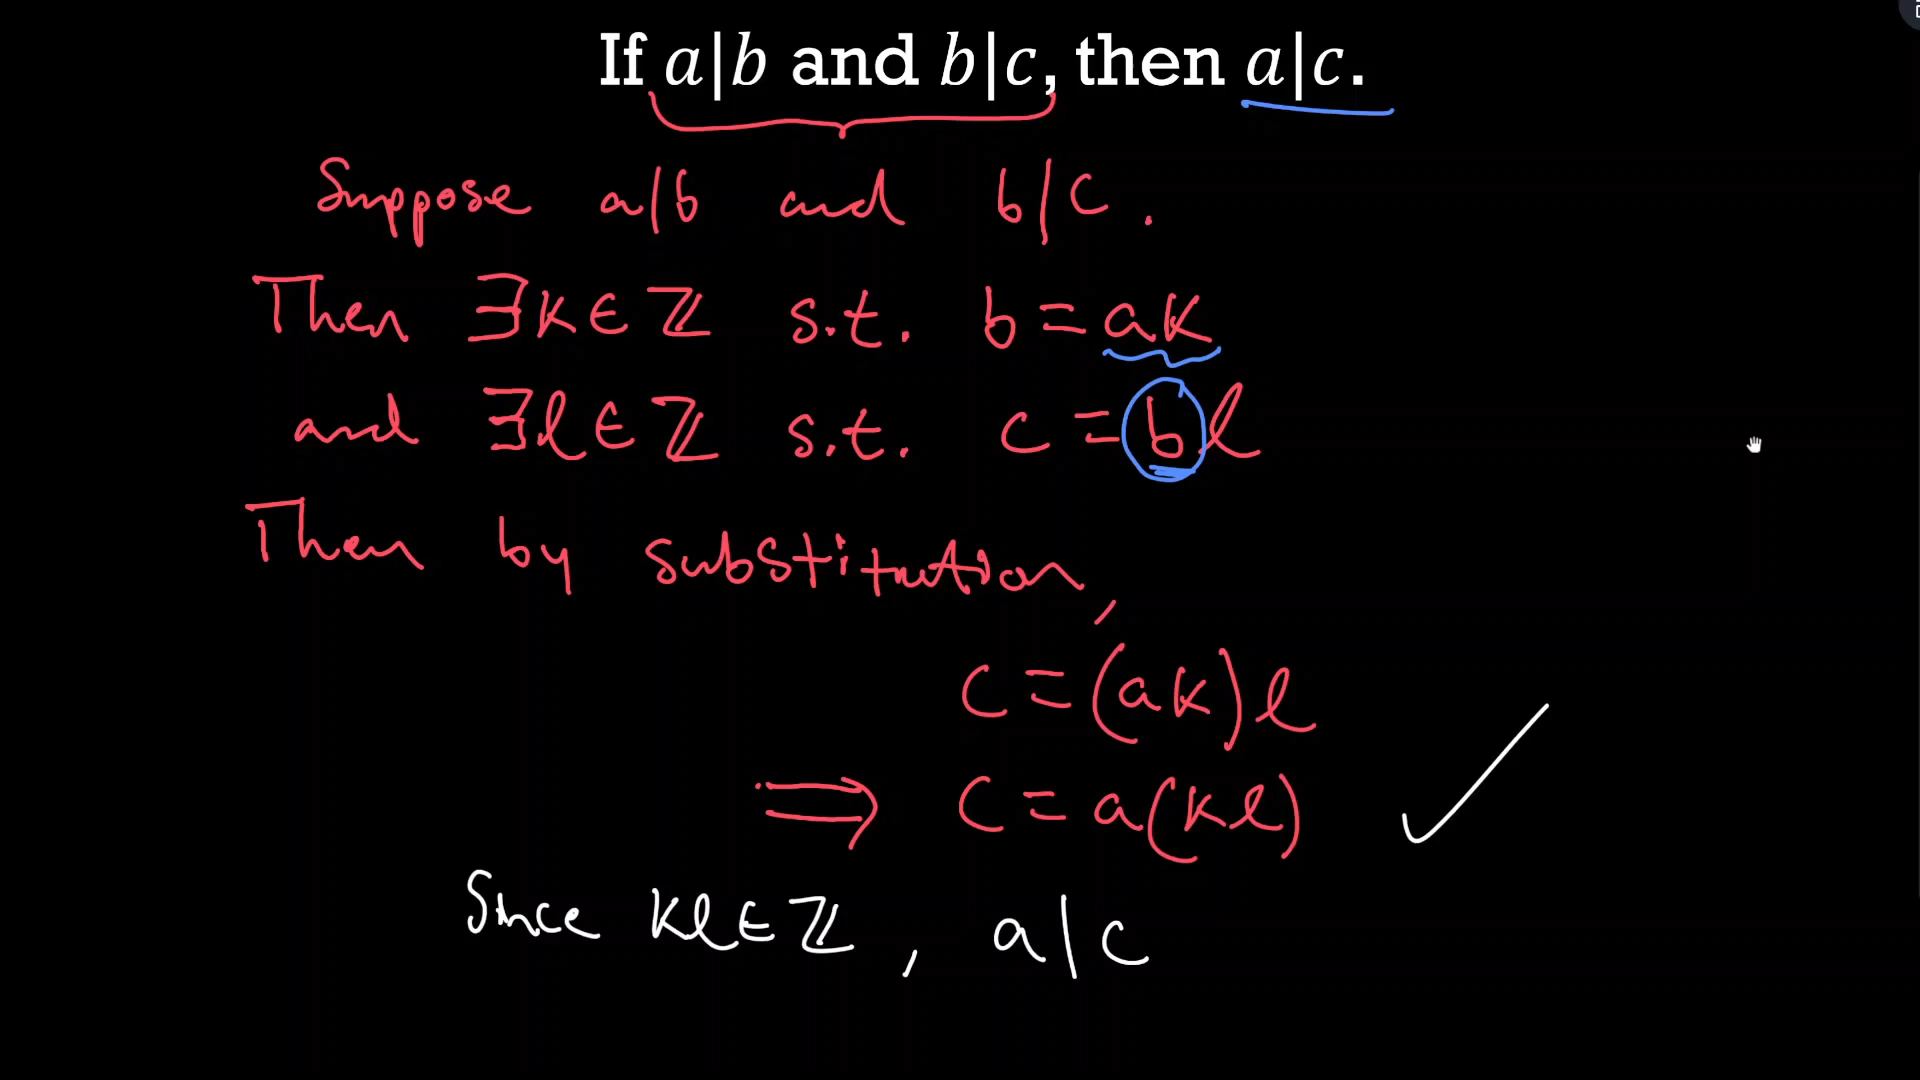 If a|b and b|c, then a|c.
Suppose a|b and b|c.
Then ∃k∈ℤ s.t. b=ak
and ∃l∈ℤ s.t. c=bl
Then by substitution,
c=(ak)l
⟹ c=a(kl)
Since kl∈ℤ, a|c